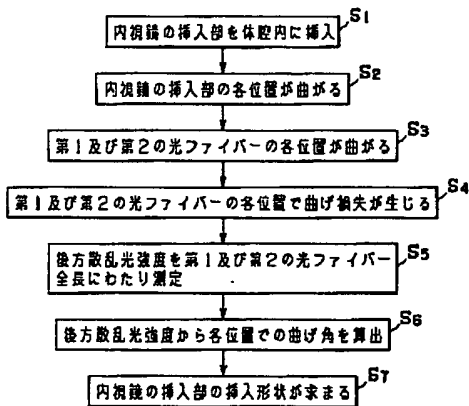 S1
内視鏡の挿入部を体腔内に挿入
S2
内視鏡の挿入部の各位置が曲がる
S3
第1及び第2の光ファイバーの各位置が曲がる
S4
第1及び第2の光ファイバーの各位置で曲げ損失が生じる
S5
後方散乱光強度を第1及び第2の光ファイバー
全長にわたり測定
S6
後方散乱光強度から各位置での曲げ角を算出
S7
内視鏡の挿入部の挿入形状が求まる